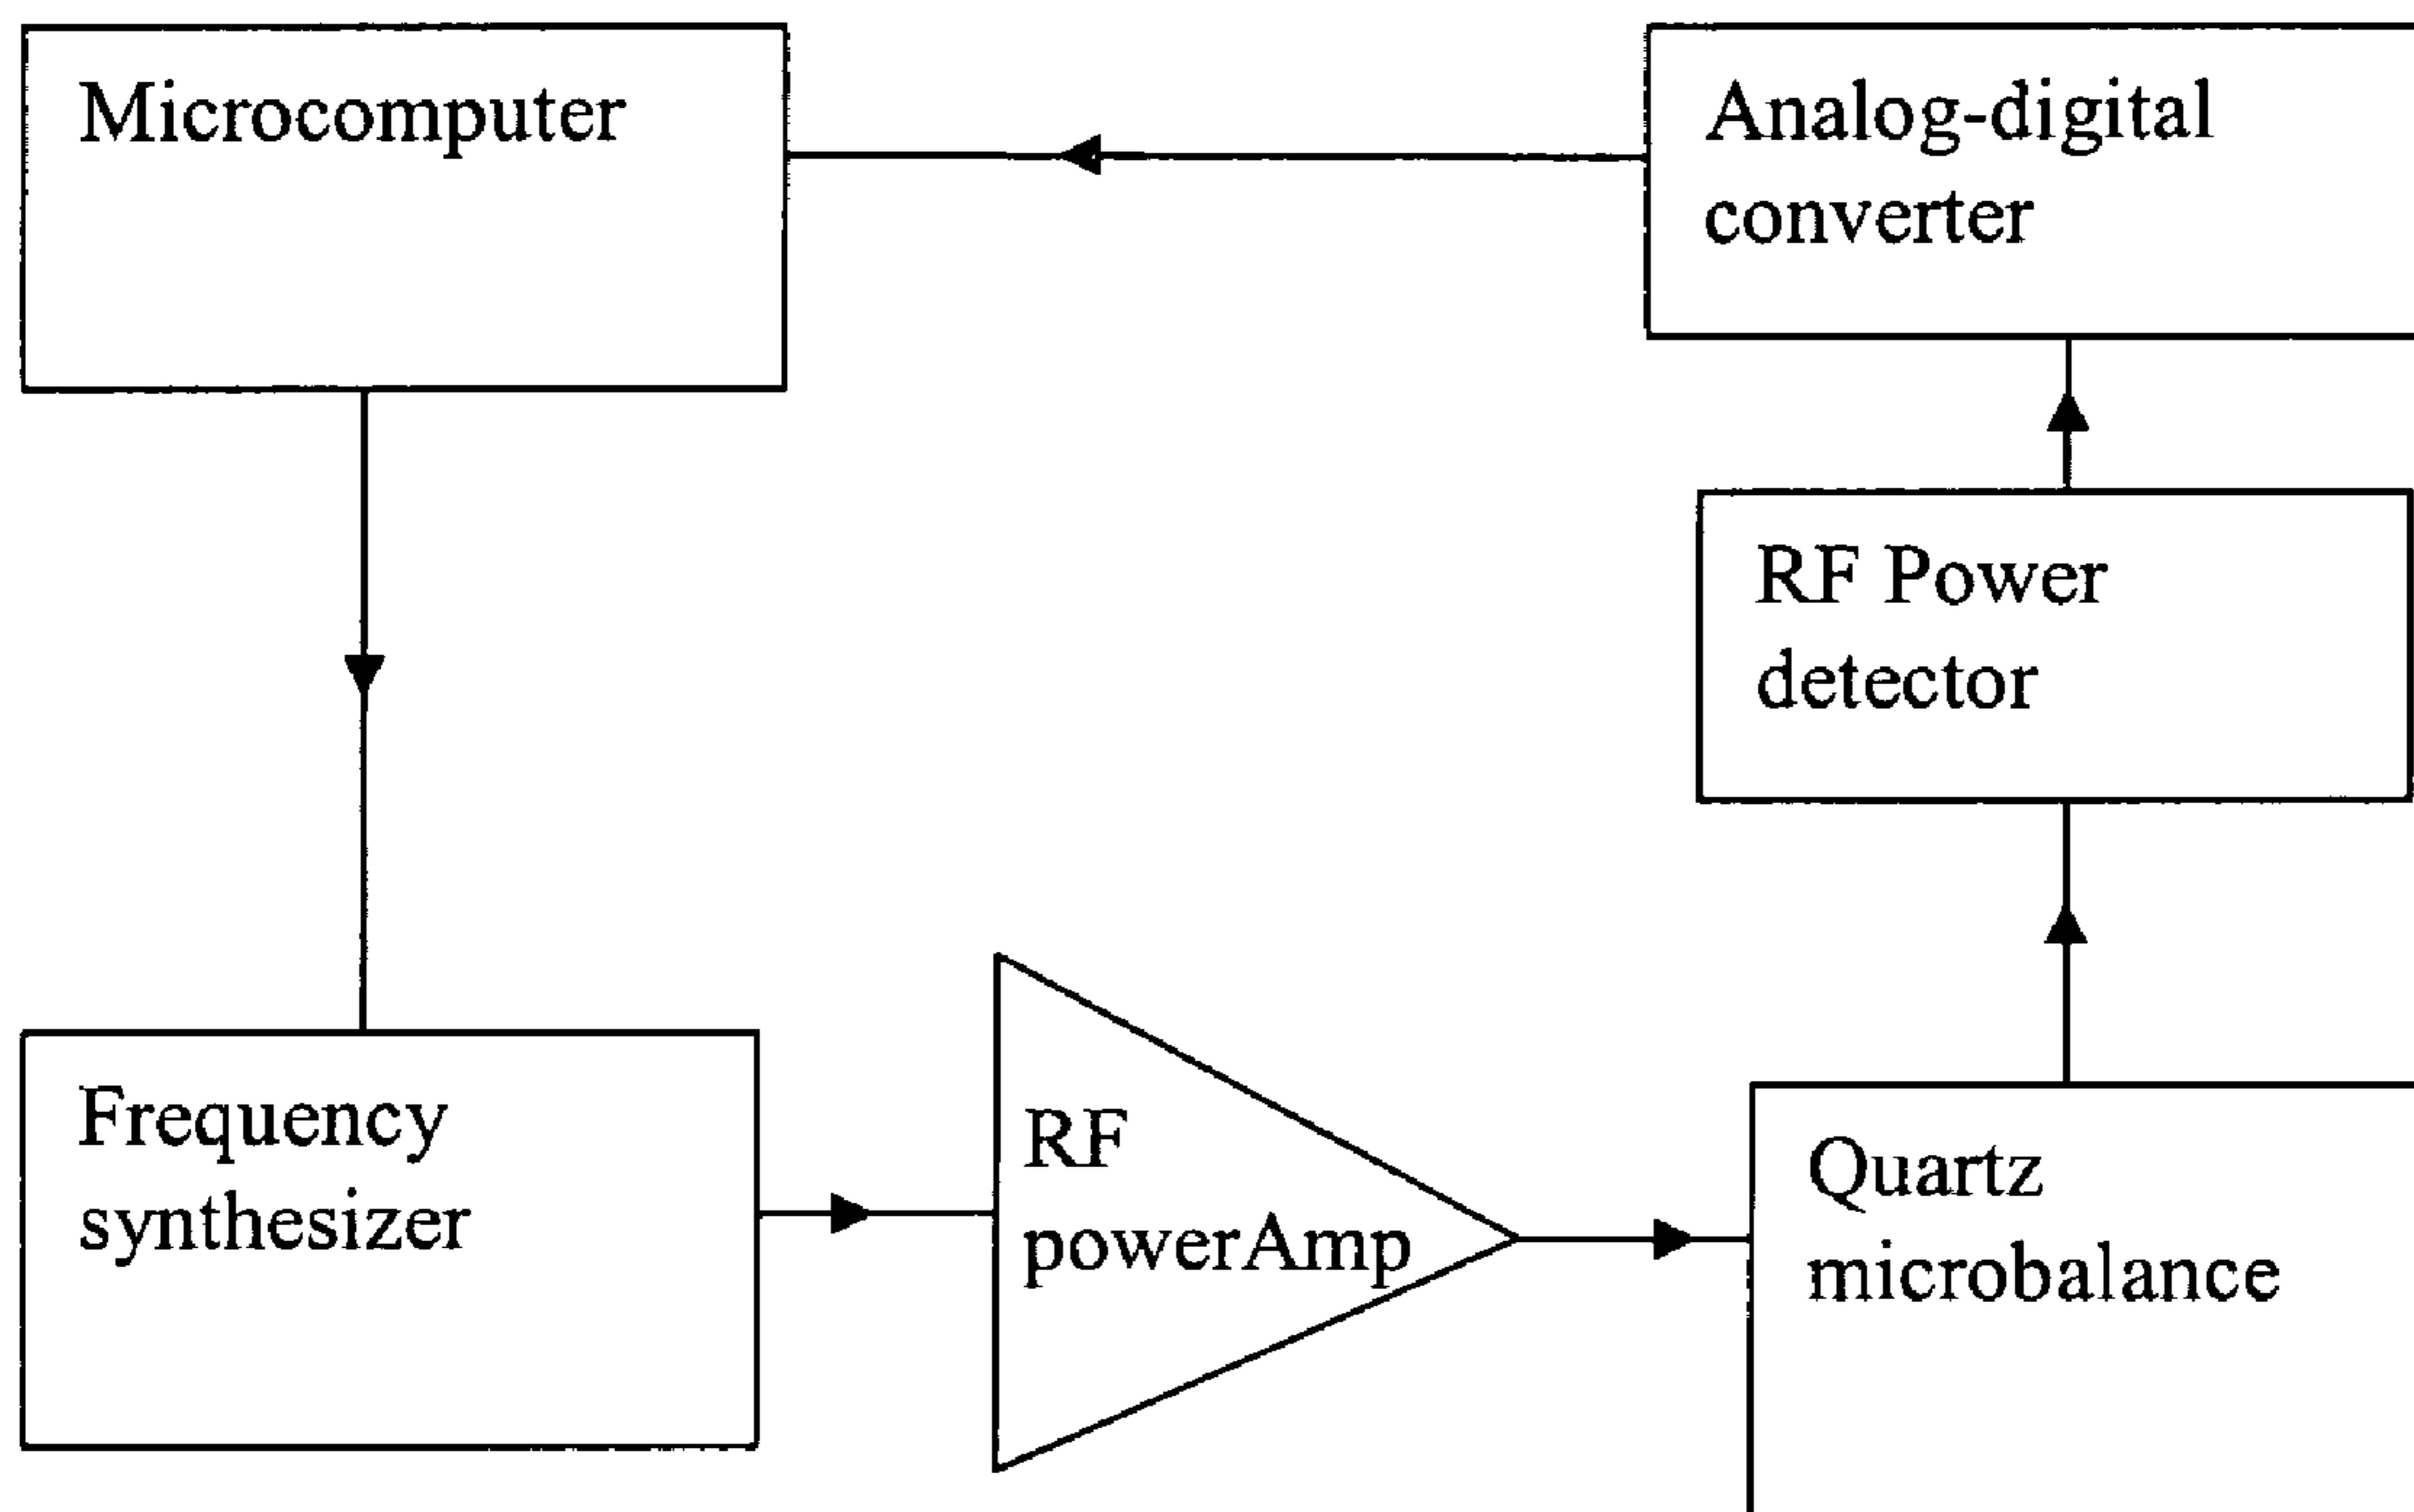 Microcomputer
Analog-digital
converter
RF Power
detector
Frequency
synthesizer
RF
powerAmp
Quartz
microbalance